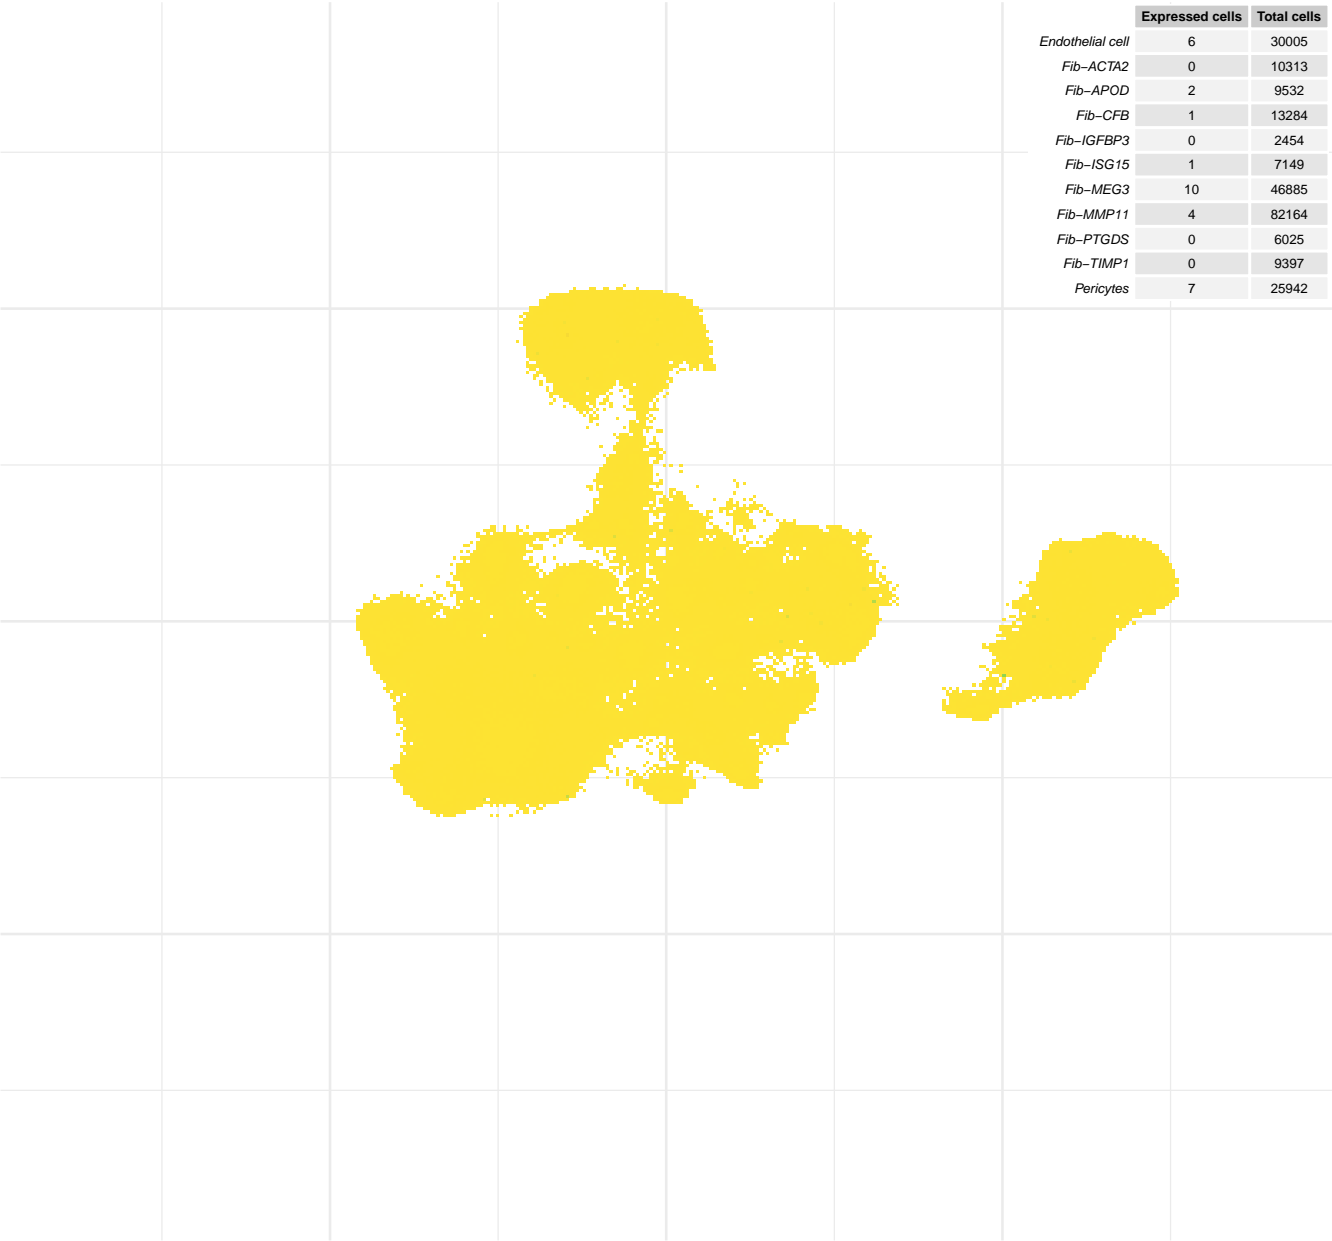 Expressed cells Total cells
Endothelial cell 6 30005
Fib−ACTA2 0 10313
Fib−APOD 2 9532
Fib−CFB 1 13284
Fib−IGFBP3 0 2454
Fib−ISG15 1 7149
Fib−MEG3 10 46885
Fib−MMP11 4 82164
Fib−PTGDS 0 6025
Fib−TIMP1 0 9397
Pericytes 7 25942